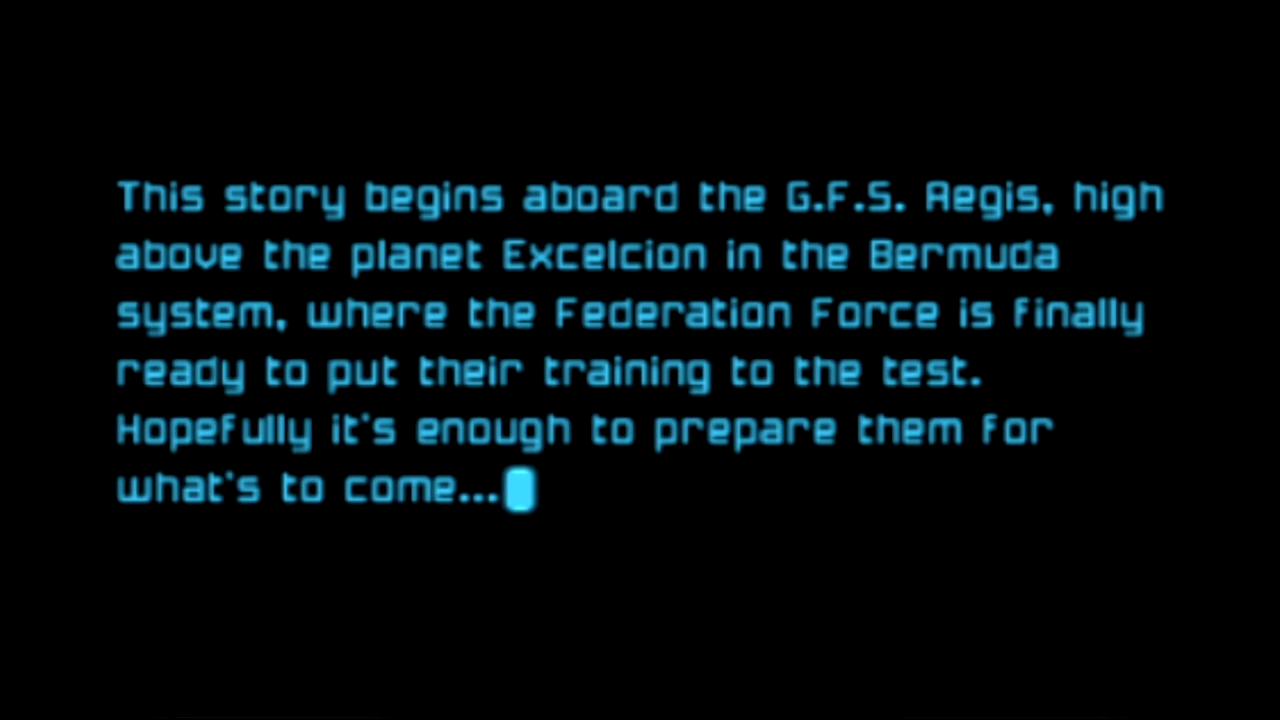 This story begins aboard the G.F.S. Aegis, high
above the planet Excelcion in the Bermuda
system, where the Federation Force is finally
ready to put their training to the test.
Hopefully it's enough to prepare them for
what's to come...